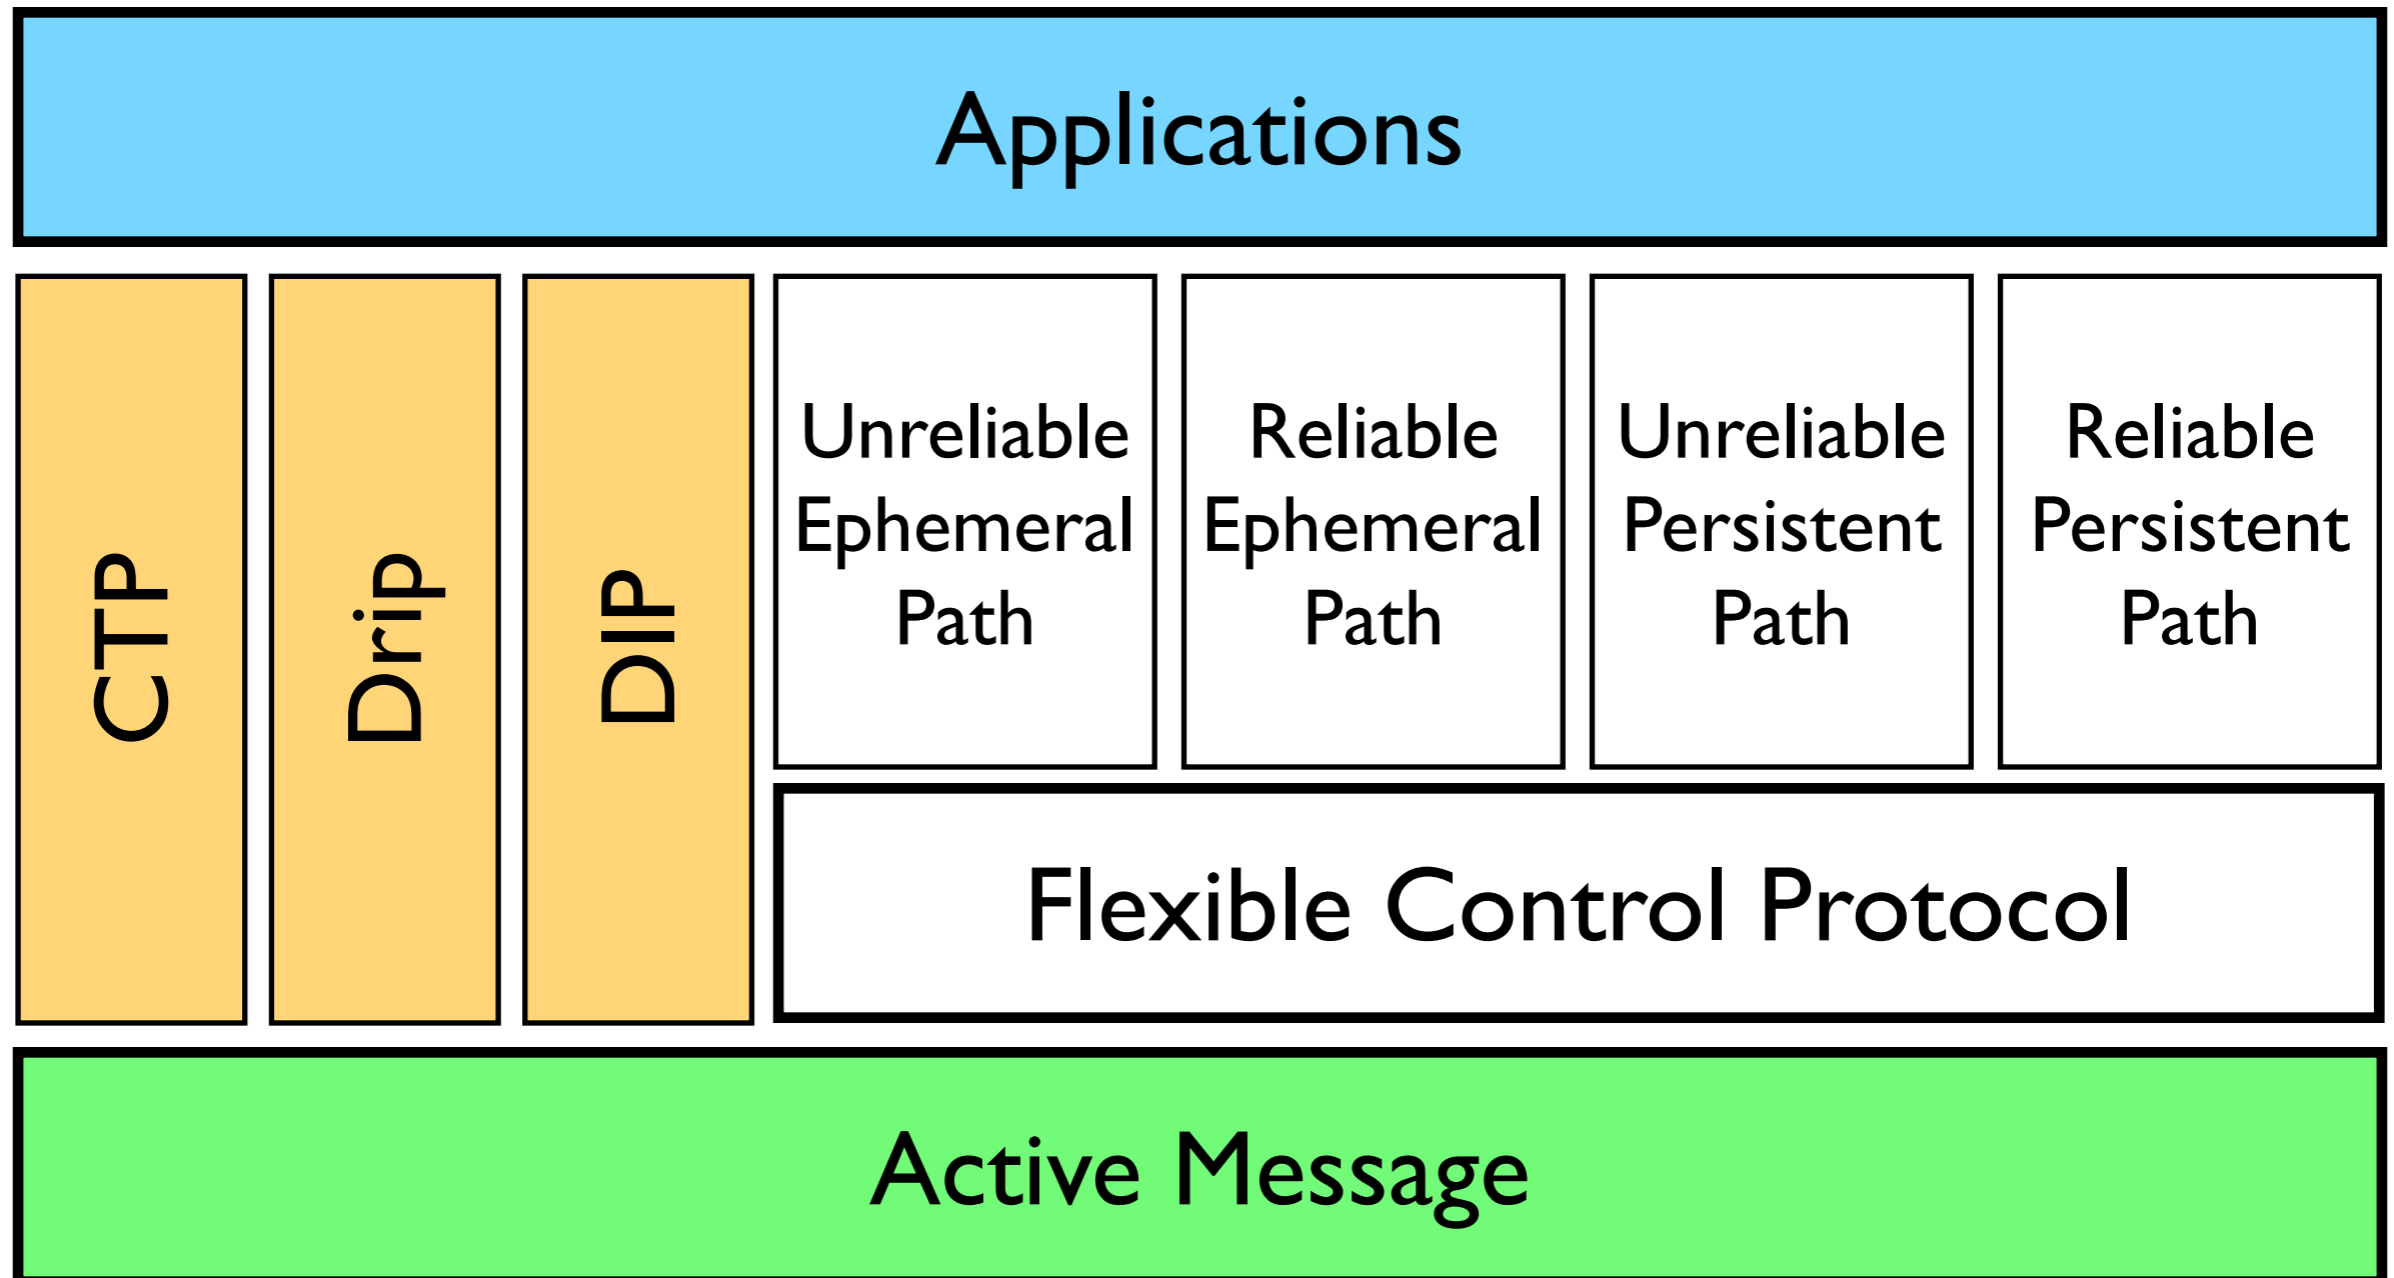 Applications
CTP
Drip
DIP
Unreliable
Ephemeral
Path
Reliable
Ephemeral
Path
Unreliable
Persistent
Path
Reliable
Persistent
Path
Flexible Control Protocol
Active Message